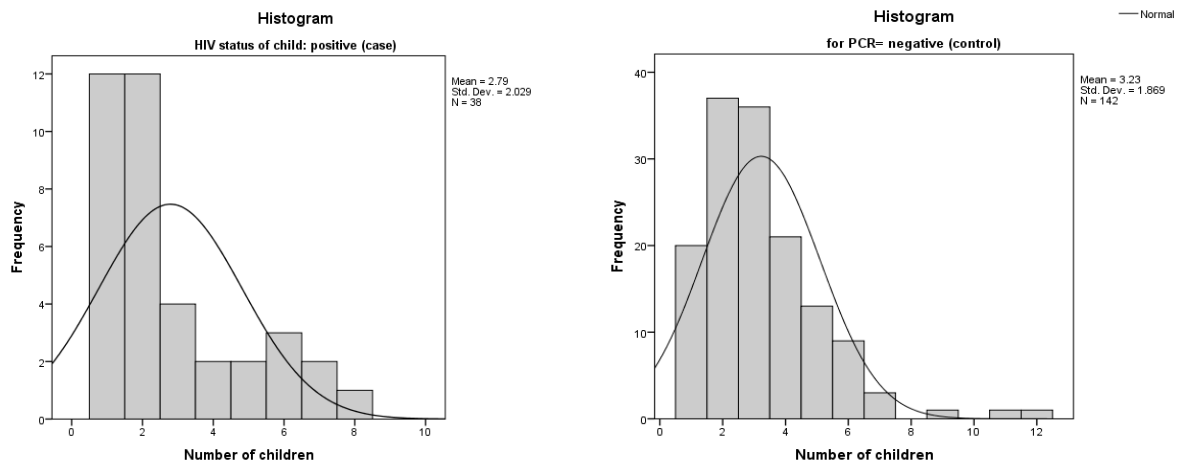 Histogram
HIV status of child: positive (case)
Mean = 2.79
Std. Dev. = 2.029
N = 38
12
10
8
6
4
2
0
Frequency
0 2 4 6 8 10
Number of children
Histogram
Normal
for PCR= negative (control)
Mean = 3.23
Std. Dev. = 1.869
N = 142
40
30
20
10
0
Frequency
0 2 4 6 8 10 12
Number of children